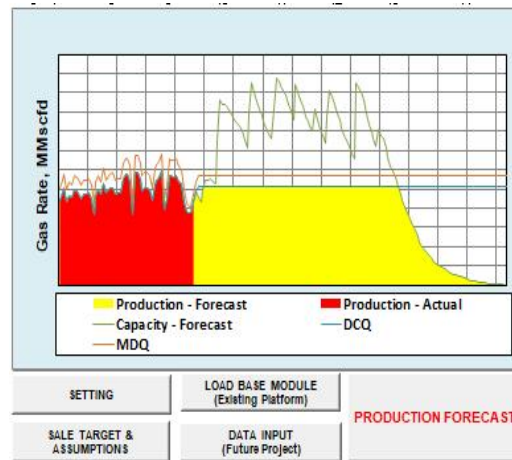 Gas Rate, MMscfd
Production - Forecast
Production - Actual
Capacity - Forecast
DCQ
MDQ
SETTING
LOAD BASE MODULE
(Existing Platform)
PRODUCTION FORECAST
SALE TARGET &
ASSUMPTIONS
DATA INPUT
(Future Project)